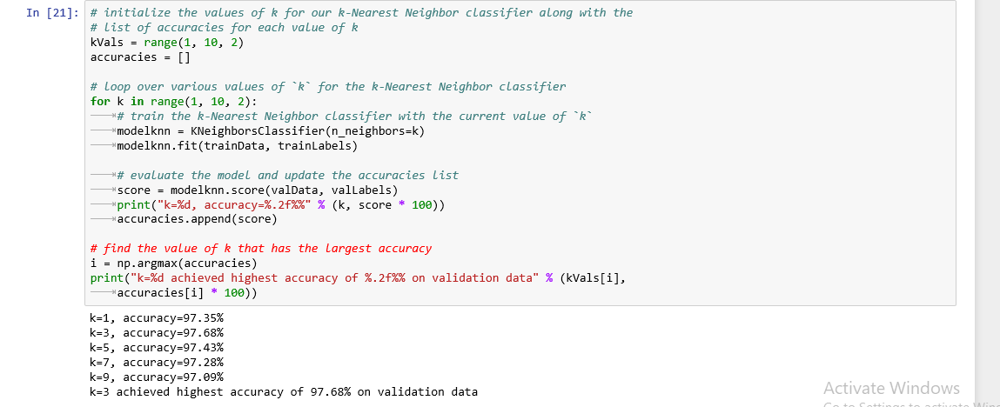 In [21]:
# initialize the values of k for our k-Nearest Neighbor classifier along with the
# list of accuracies for each value of k
kVals = range(1, 10, 2)
accuracies = []
# loop over various values of `k` for the k-Nearest Neighbor classifier
for k in range(1, 10, 2):
# train the k-Nearest Neighbor classifier with the current value of `k`
modelknn = KNeighborsClassifier(n_neighbors=k)
modelknn.fit(trainData, trainLabels)
# evaluate the model and update the accuracies list
score = modelknn.score(valData, valLabels)
print("k=%d, accuracy=%.2f%%" % (k, score * 100))
accuracies.append(score)
# find the value of k that has the largest accuracy
i = np.argmax(accuracies)
print("k=%d achieved highest accuracy of %.2f%% on validation data" % (kVals[i],
accuracies[i] * 100))
k=1, accuracy=97.35%
k=3, accuracy=97.68%
k=5, accuracy=97.43%
k=7, accuracy=97.28%
k=9, accuracy=97.09%
k=3 achieved highest accuracy of 97.68% on validation data
Activate Windows